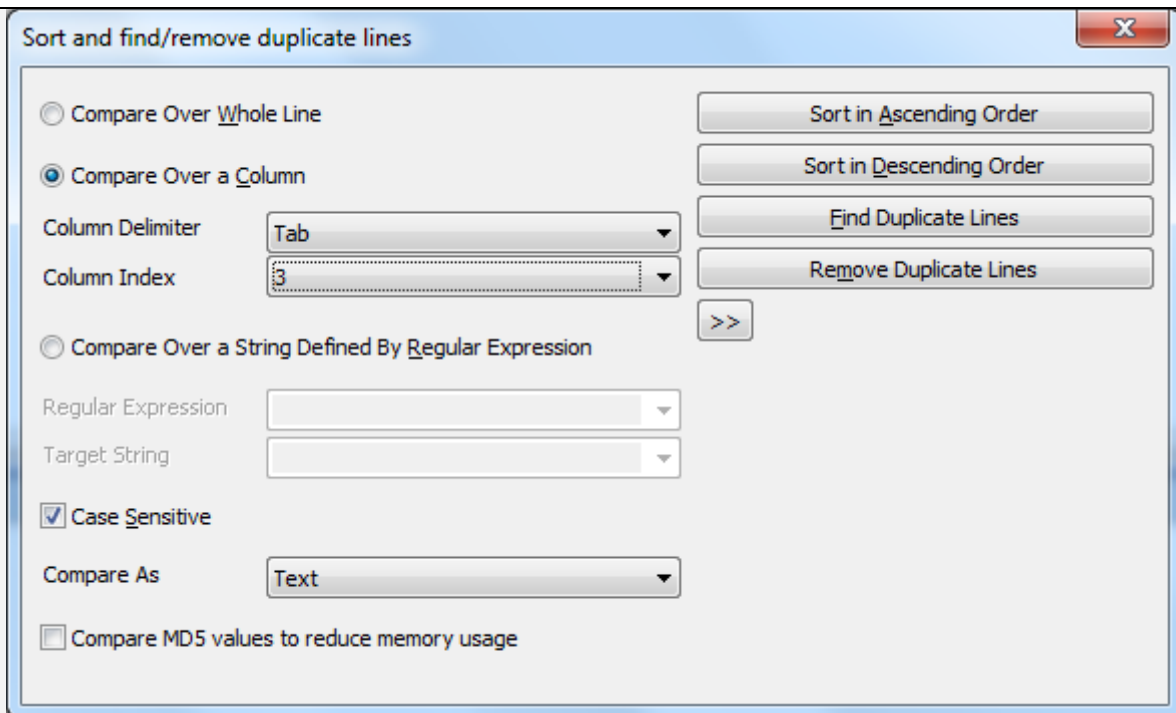 Sort and find/remove duplicate lines
Compare Over Whole Line
Sort in Ascending Order
Compare Over a Column
Sort in Descending Order
Column Delimiter
Tab
Find Duplicate Lines
Column Index
3
Remove Duplicate Lines
>>
Compare Over a String Defined By Regular Expression
Regular Expression
Target String
Case Sensitive
Compare As
Text
Compare MD5 values to reduce memory usage